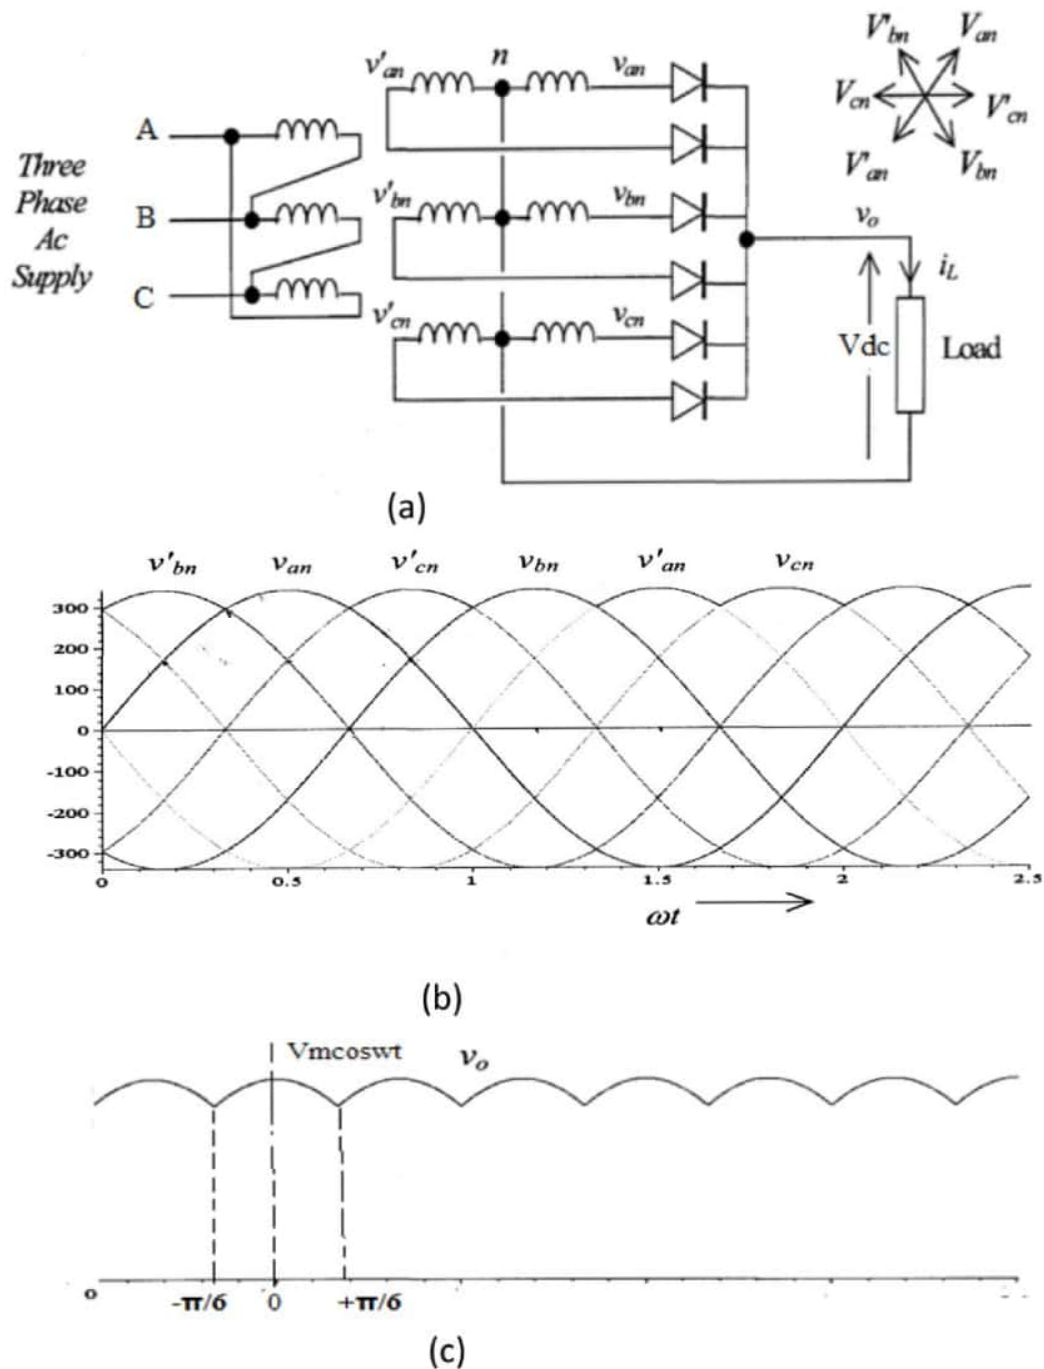 Three
Phase
Ac
Supply
A
B
C
v'an
n
van
v'bn
vbn
v'cn
vcn
V'bn
Van
Vcn
V'cn
V'an
Vbn
vo
iL
Vdc
Load
(a)
v'bn van v'cn vbn v'an vcn
300
200
100
0
-100
-200
-300
0 0.5 1 1.5 2 2.5
ωt
(b)
Vmcoswt
vo
o -π/6 0 +π/6
(c)